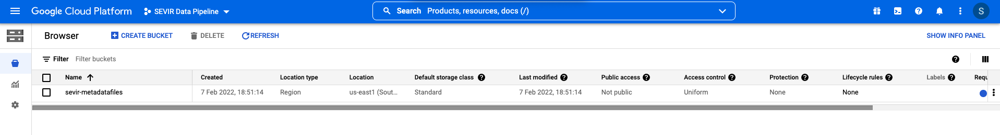 Google Cloud Platform SEVIR Data Pipeline Search Products, resources, docs (/) S
Browser CREATE BUCKET DELETE REFRESH SHOW INFO PANEL
Filter Filter buckets
Name Created Location type Location Default storage class Last modified Public access Access control Protection Lifecycle rules Labels Requ
sevir-metadatafiles 7 Feb 2022, 18:51:14 Region us-east1 (Sout... Standard 7 Feb 2022, 18:51:14 Not public Uniform None None